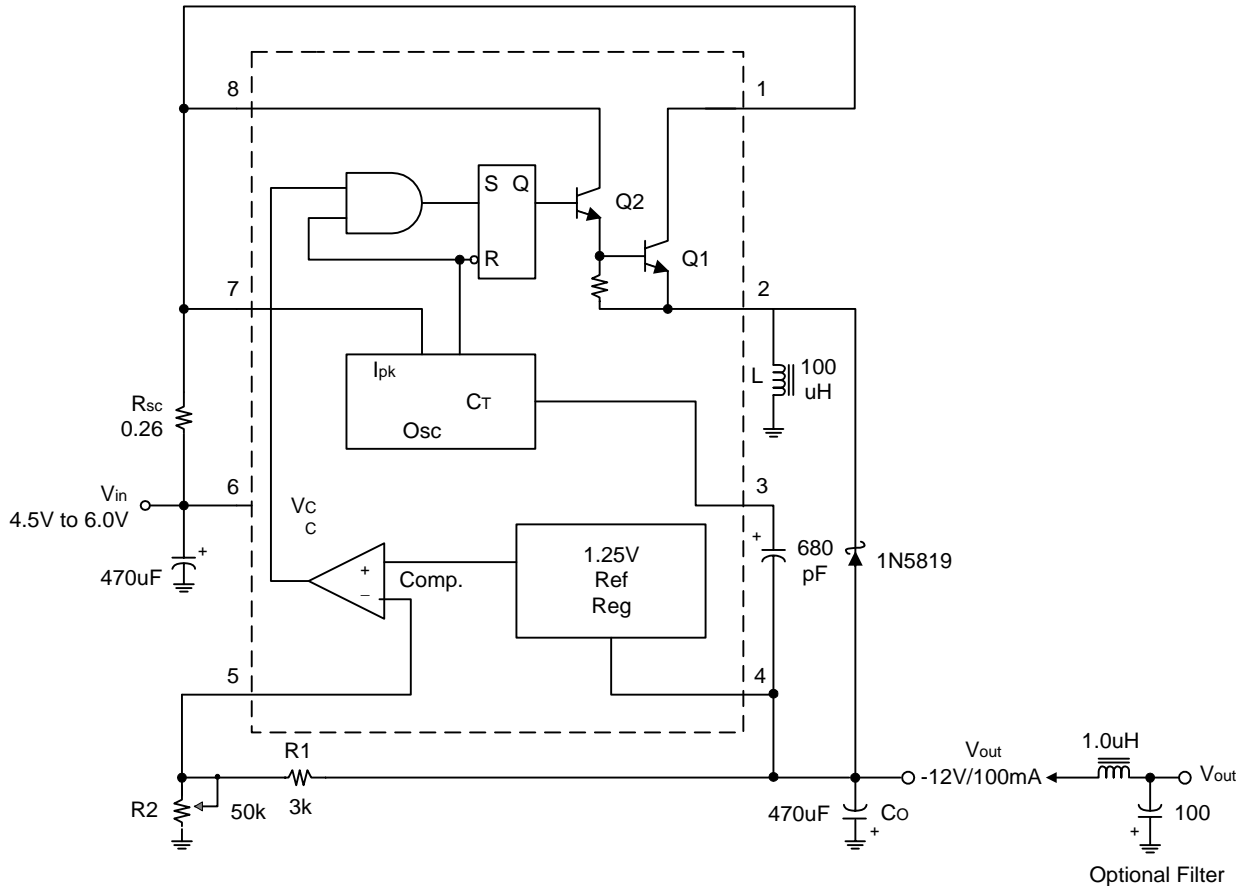 8
1
S Q
Q2
R
Q1
7
2
Ipk
CT
Osc
L
100
uH
Rsc
0.26
Vin
4.5V to 6.0V
6
VC
C
3
+
470uF
+
–
Comp.
1.25V
Ref
Reg
+
680
pF
1N5819
5
4
R1
3k
R2
50k
Vout
-12V/100mA
1.0uH
Vout
470uF
CO
+
100
+
Optional Filter